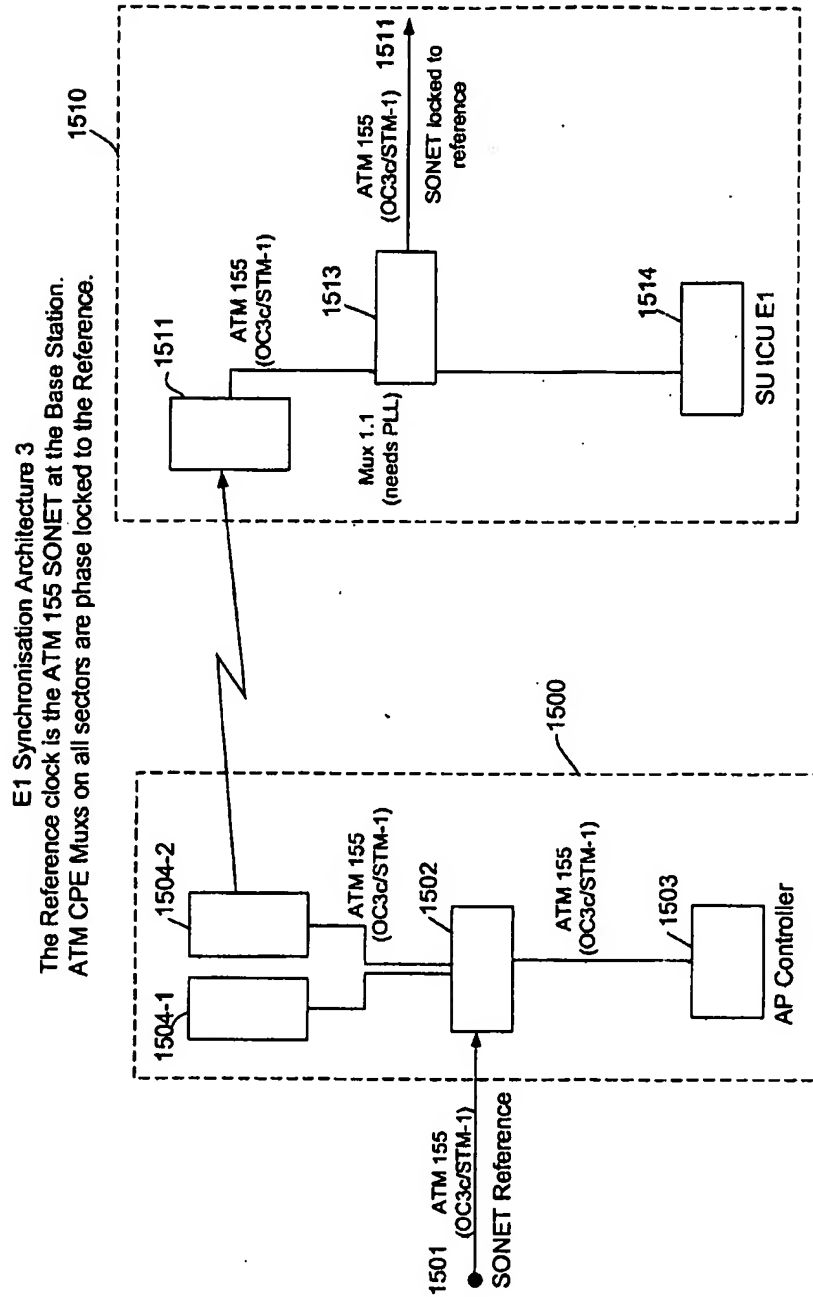 E1 Synchronisation Architecture 3
The Reference clock is the ATM 155 SONET at the Base Station.
ATM CPE Muxs on all sectors are phase locked to the Reference.
1501
ATM 155
(OC3c/STM-1)
SONET Reference
1504-1
1504-2
ATM 155
(OC3c/STM-1)
1502
ATM 155
(OC3c/STM-1)
1503
AP Controller
1500
1510
1511
ATM 155
(OC3c/STM-1)
Mux 1.1
(needs PLL)
1513
ATM 155
(OC3c/STM-1)
1511
SONET locked to
reference
1514
SU ICU E1